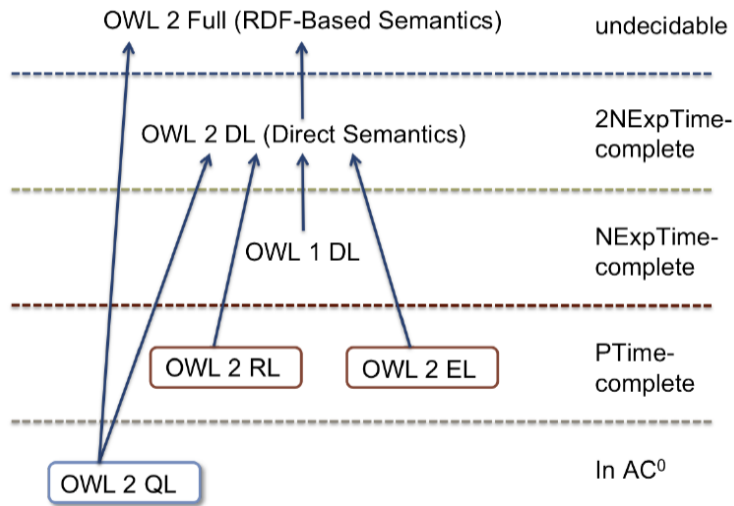 OWL 2 Full (RDF-Based Semantics)
undecidable
OWL 2 DL (Direct Semantics)
2NExpTime-
complete
OWL 1 DL
NExpTime-
complete
OWL 2 RL
OWL 2 EL
PTime-
complete
OWL 2 QL
In AC⁰